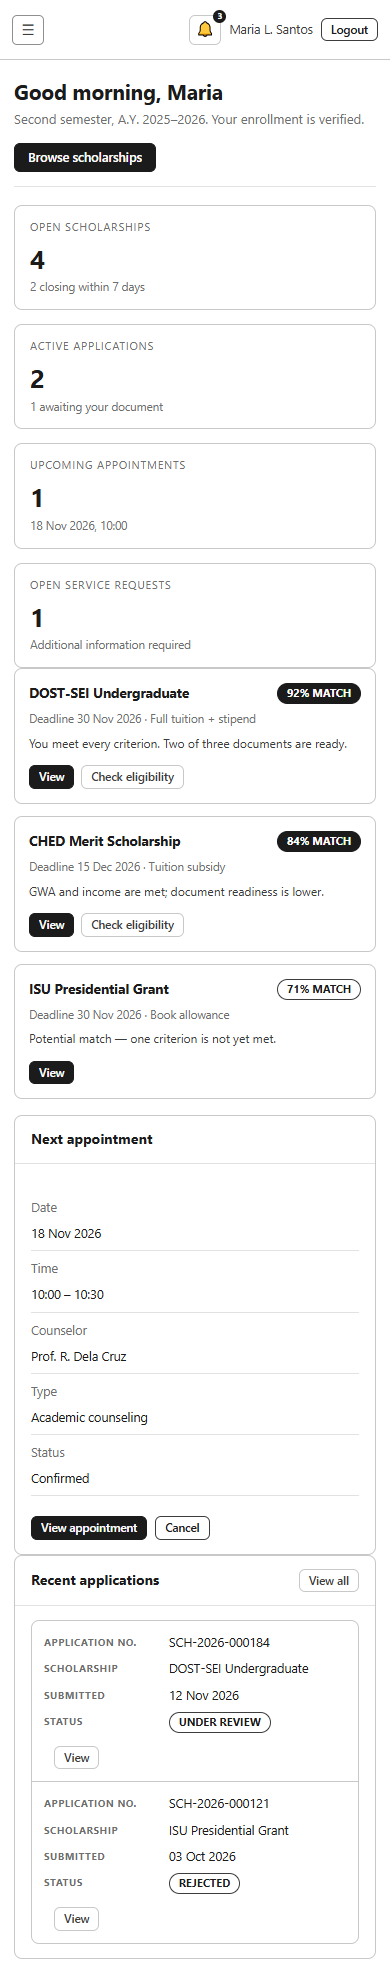 ☰
🔔 3 Maria L. Santos Logout
Good morning, Maria
Second semester, A.Y. 2025–2026. Your enrollment is verified.
Browse scholarships
OPEN SCHOLARSHIPS
4
2 closing within 7 days
ACTIVE APPLICATIONS
2
1 awaiting your document
UPCOMING APPOINTMENTS
1
18 Nov 2026, 10:00
OPEN SERVICE REQUESTS
1
Additional information required
DOST-SEI Undergraduate 92% MATCH
Deadline 30 Nov 2026 · Full tuition + stipend
You meet every criterion. Two of three documents are ready.
View Check eligibility
CHED Merit Scholarship 84% MATCH
Deadline 15 Dec 2026 · Tuition subsidy
GWA and income are met; document readiness is lower.
View Check eligibility
ISU Presidential Grant 71% MATCH
Deadline 30 Nov 2026 · Book allowance
Potential match — one criterion is not yet met.
View
Next appointment
Date
18 Nov 2026
Time
10:00 – 10:30
Counselor
Prof. R. Dela Cruz
Type
Academic counseling
Status
Confirmed
View appointment Cancel
Recent applications View all
APPLICATION NO. SCH-2026-000184
SCHOLARSHIP DOST-SEI Undergraduate
SUBMITTED 12 Nov 2026
STATUS UNDER REVIEW
View
APPLICATION NO. SCH-2026-000121
SCHOLARSHIP ISU Presidential Grant
SUBMITTED 03 Oct 2026
STATUS REJECTED
View